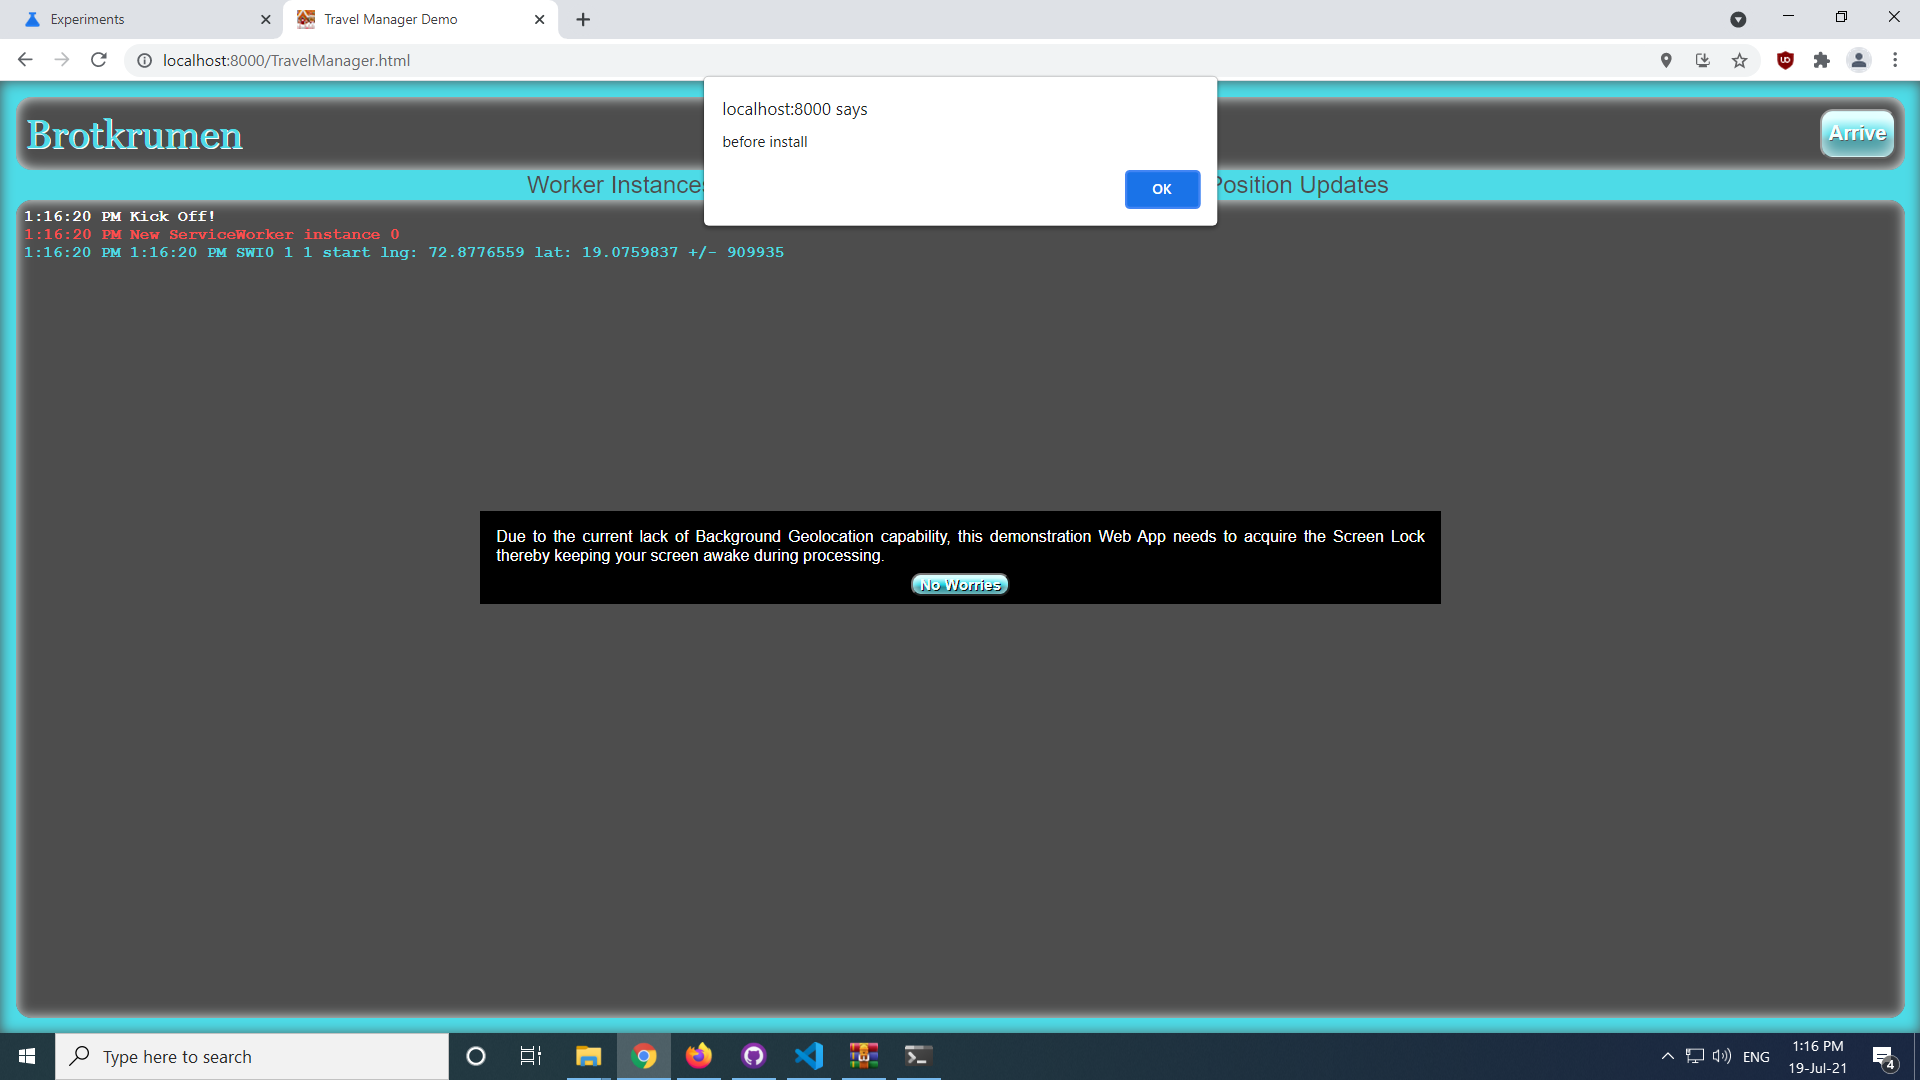 Experiments
Travel Manager Demo
localhost:8000/TravelManager.html
localhost:8000 says
before install
OK
Brotkrumen
Arrive
Worker Instances
Position Updates
1:16:20 PM Kick Off!
1:16:20 PM New ServiceWorker instance 0
1:16:20 PM 1:16:20 PM SWI0 1 1 start lng: 72.8776559 lat: 19.0759837 +/- 909935
Due to the current lack of Background Geolocation capability, this demonstration Web App needs to acquire the Screen Lock
thereby keeping your screen awake during processing.
No Worries
Type here to search
ENG
1:16 PM
19-Jul-21
4